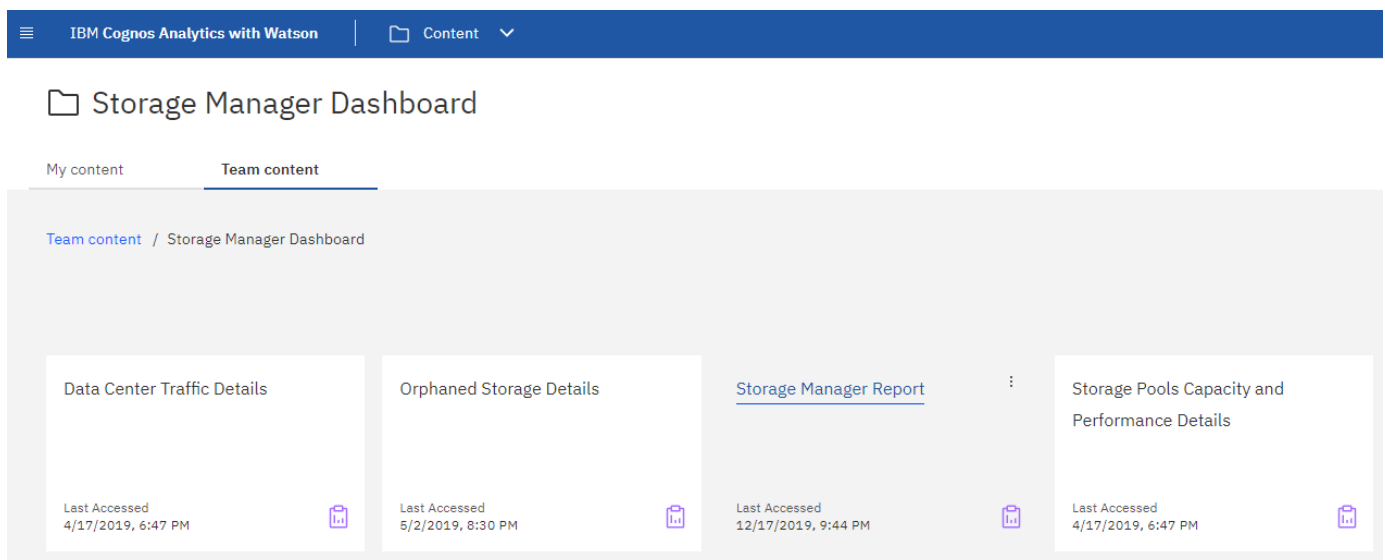 IBM Cognos Analytics with Watson
Content
Storage Manager Dashboard
My content
Team content
Team content / Storage Manager Dashboard
Data Center Traffic Details
Last Accessed
4/17/2019, 6:47 PM
Orphaned Storage Details
Last Accessed
5/2/2019, 8:30 PM
Storage Manager Report
Last Accessed
12/17/2019, 9:44 PM
Storage Pools Capacity and
Performance Details
Last Accessed
4/17/2019, 6:47 PM